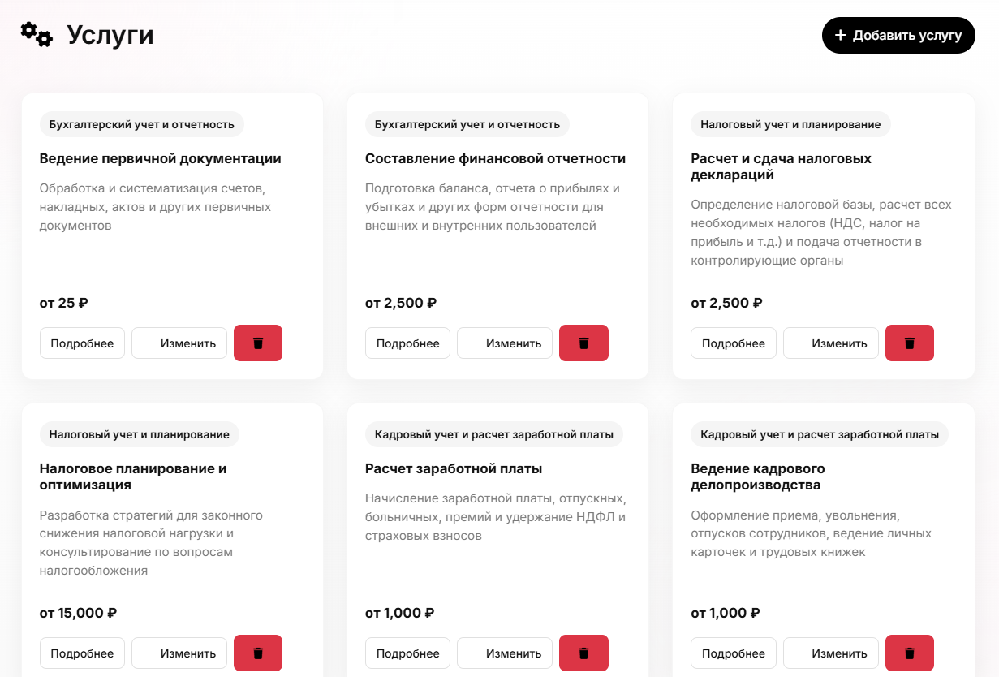 Услуги
+ Добавить услугу
Бухгалтерский учет и отчетность
Ведение первичной документации
Обработка и систематизация счетов,
накладных, актов и других первичных
документов
от 25 ₽
Подробнее
Изменить
Бухгалтерский учет и отчетность
Составление финансовой отчетности
Подготовка баланса, отчета о прибылях и
убытках и других форм отчетности для
внешних и внутренних пользователей
от 2,500 ₽
Подробнее
Изменить
Налоговый учет и планирование
Расчет и сдача налоговых
деклараций
Определение налоговой базы, расчет всех
необходимых налогов (НДС, налог на
прибыль и т.д.) и подача отчетности в
контролирующие органы
от 2,500 ₽
Подробнее
Изменить
Налоговый учет и планирование
Налоговое планирование и
оптимизация
Разработка стратегий для законного
снижения налоговой нагрузки и
консультирование по вопросам
налогообложения
от 15,000 ₽
Подробнее
Изменить
Кадровый учет и расчет заработной платы
Расчет заработной платы
Начисление заработной платы, отпускных,
больничных, премий и удержание НДФЛ и
страховых взносов
от 1,000 ₽
Подробнее
Изменить
Кадровый учет и расчет заработной платы
Ведение кадрового
делопроизводства
Оформление приема, увольнения,
отпусков сотрудников, ведение личных
карточек и трудовых книжек
от 1,000 ₽
Подробнее
Изменить